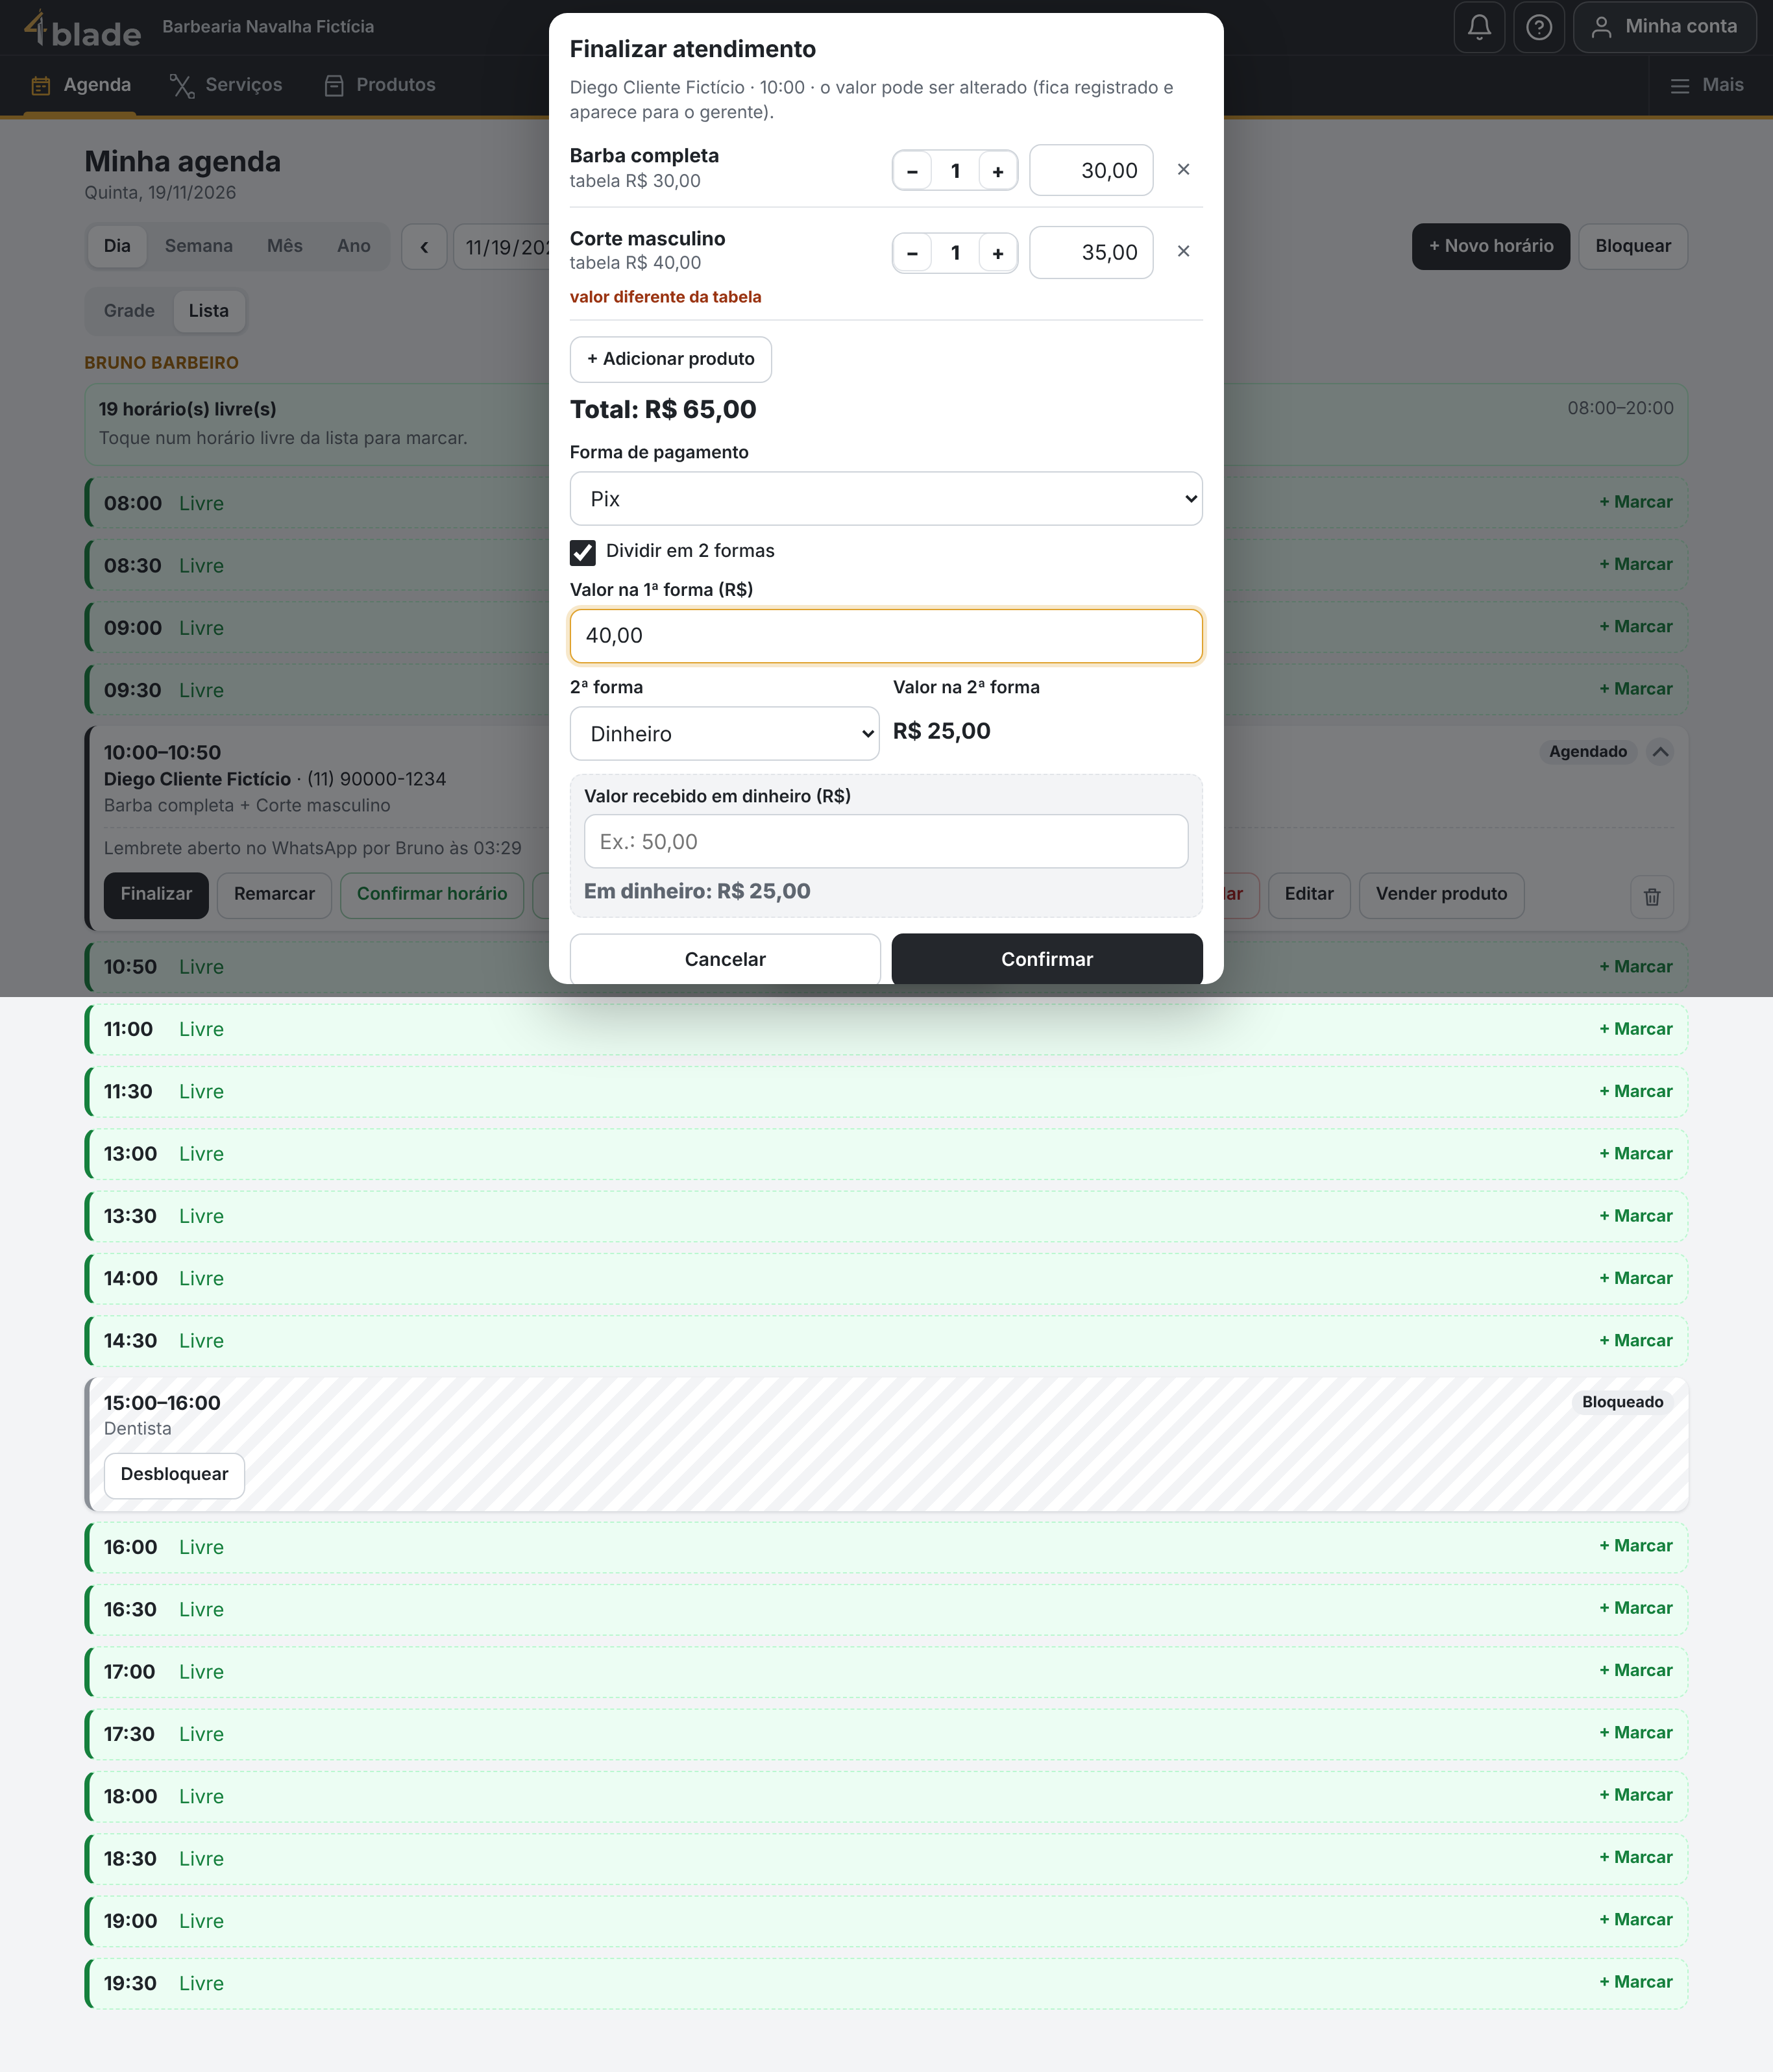 4blade
Barbearia Navalha Fictícia
Minha conta
Agenda
Serviços
Produtos
Mais
Minha agenda
Quinta, 19/11/2026
Dia
Semana
Mês
Ano
‹
+ Novo horário
Bloquear
Grade
Lista
BRUNO BARBEIRO
19 horário(s) livre(s)
08:00–20:00
Toque num horário livre da lista para marcar.
08:00 Livre + Marcar
08:30 Livre + Marcar
09:00 Livre + Marcar
09:30 Livre + Marcar
10:00–10:50
Agendado
Diego Cliente Fictício · (11) 90000-1234
Barba completa + Corte masculino
Lembrete aberto no WhatsApp por Bruno às 03:29
Finalizar
Remarcar
Confirmar horário
Editar
Vender produto
10:50 Livre + Marcar
Finalizar atendimento
Diego Cliente Fictício · 10:00 · o valor pode ser alterado (fica registrado e
aparece para o gerente).
Barba completa
tabela R$ 30,00
− 1 + 30,00 ×
Corte masculino
tabela R$ 40,00
− 1 + 35,00 ×
valor diferente da tabela
+ Adicionar produto
Total: R$ 65,00
Forma de pagamento
Pix
Dividir em 2 formas
Valor na 1ª forma (R$)
40,00
2ª forma
Valor na 2ª forma
Dinheiro
R$ 25,00
Valor recebido em dinheiro (R$)
Ex.: 50,00
Em dinheiro: R$ 25,00
Cancelar
Confirmar
11:00 Livre + Marcar
11:30 Livre + Marcar
13:00 Livre + Marcar
13:30 Livre + Marcar
14:00 Livre + Marcar
14:30 Livre + Marcar
15:00–16:00
Bloqueado
Dentista
Desbloquear
16:00 Livre + Marcar
16:30 Livre + Marcar
17:00 Livre + Marcar
17:30 Livre + Marcar
18:00 Livre + Marcar
18:30 Livre + Marcar
19:00 Livre + Marcar
19:30 Livre + Marcar